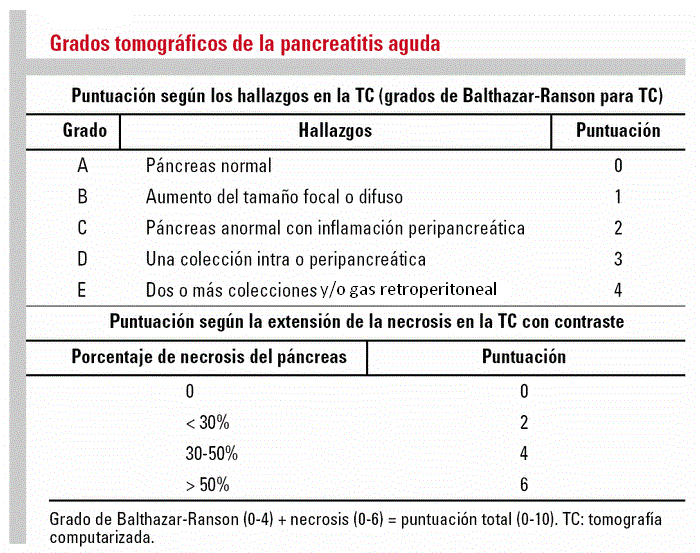 Grados tomográficos de la pancreatitis aguda
Puntuación según los hallazgos en la TC (grados de Balthazar-Ranson para TC)
Grado Hallazgos Puntuación
A Páncreas normal 0
B Aumento del tamaño focal o difuso 1
C Páncreas anormal con inflamación peripancreática 2
D Una colección intra o peripancreática 3
E Dos o más colecciones y/o gas retroperitoneal 4
Puntuación según la extensión de la necrosis en la TC con contraste
Porcentaje de necrosis del páncreas Puntuación
0 0
< 30% 2
30-50% 4
> 50% 6
Grado de Balthazar-Ranson (0-4) + necrosis (0-6) = puntuación total (0-10). TC: tomografía
computarizada.